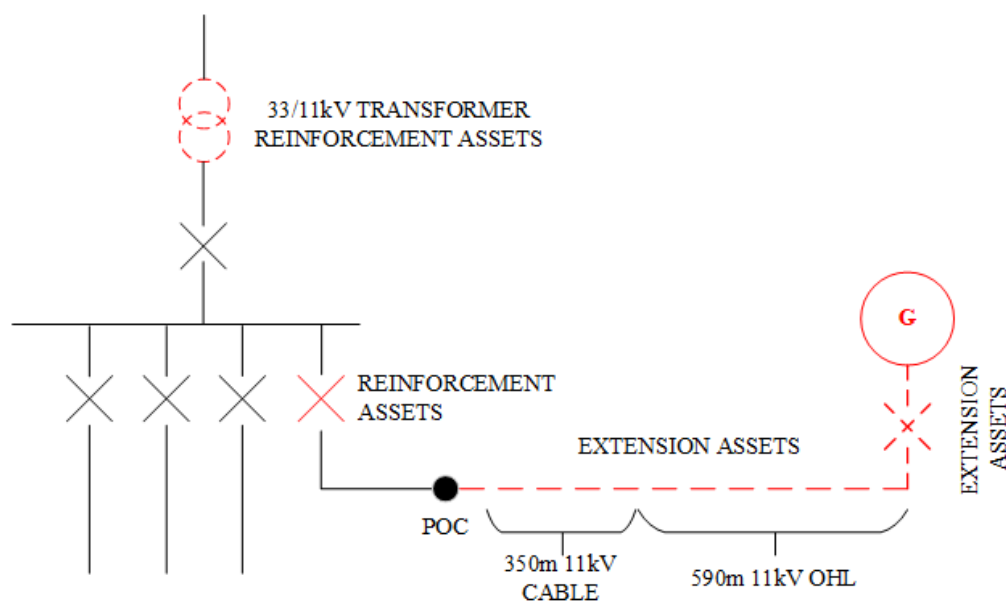 33/11kV TRANSFORMER
REINFORCEMENT ASSETS
G
REINFORCEMENT
ASSETS
EXTENSION ASSETS
EXTENSION
ASSETS
POC
350m 11kV
CABLE
590m 11kV OHL